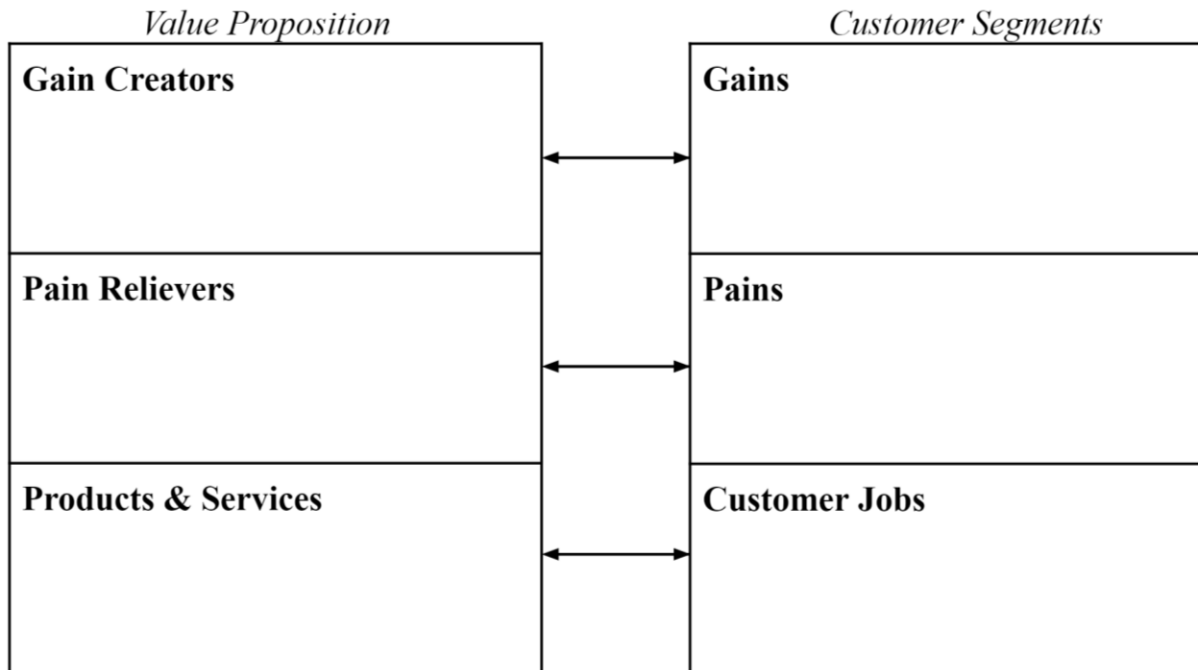 Value Proposition
Customer Segments
Gain Creators
Gains
Pain Relievers
Pains
Products & Services
Customer Jobs